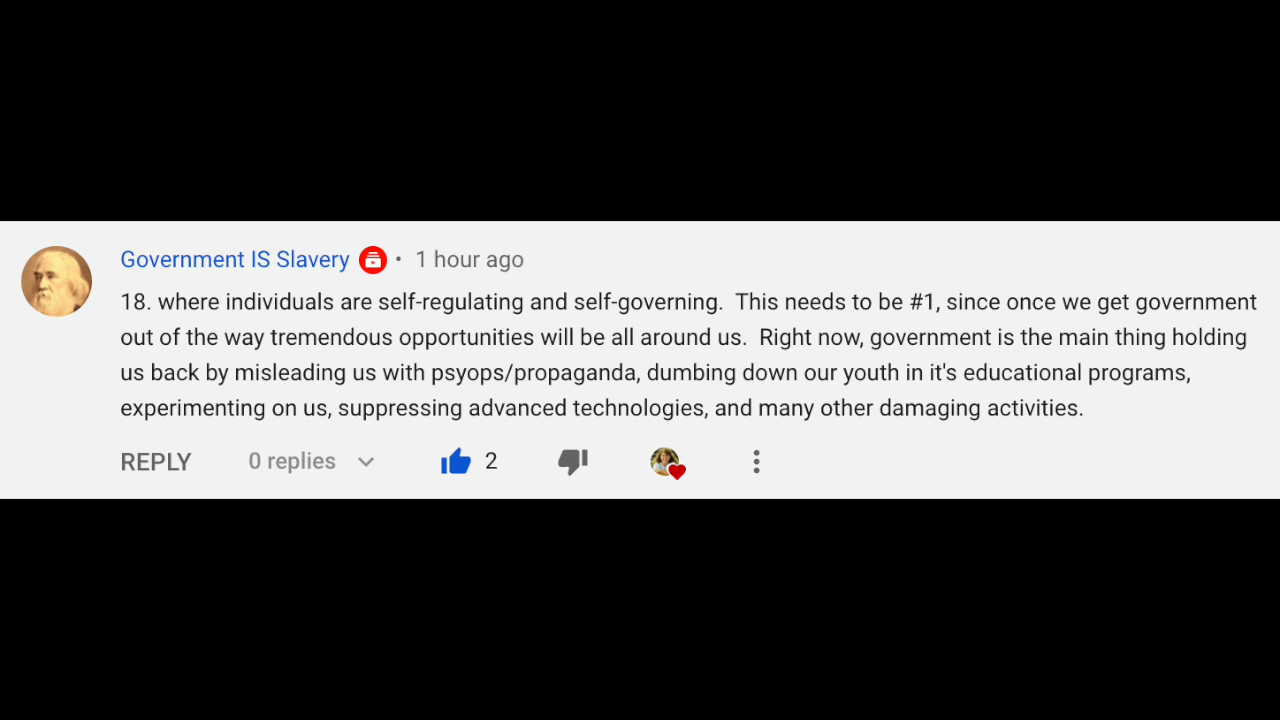 Government IS Slavery • 1 hour ago
18. where individuals are self-regulating and self-governing.  This needs to be #1, since once we get government
out of the way tremendous opportunities will be all around us.  Right now, government is the main thing holding
us back by misleading us with psyops/propaganda, dumbing down our youth in it's educational programs,
experimenting on us, suppressing advanced technologies, and many other damaging activities.
REPLY 0 replies 2